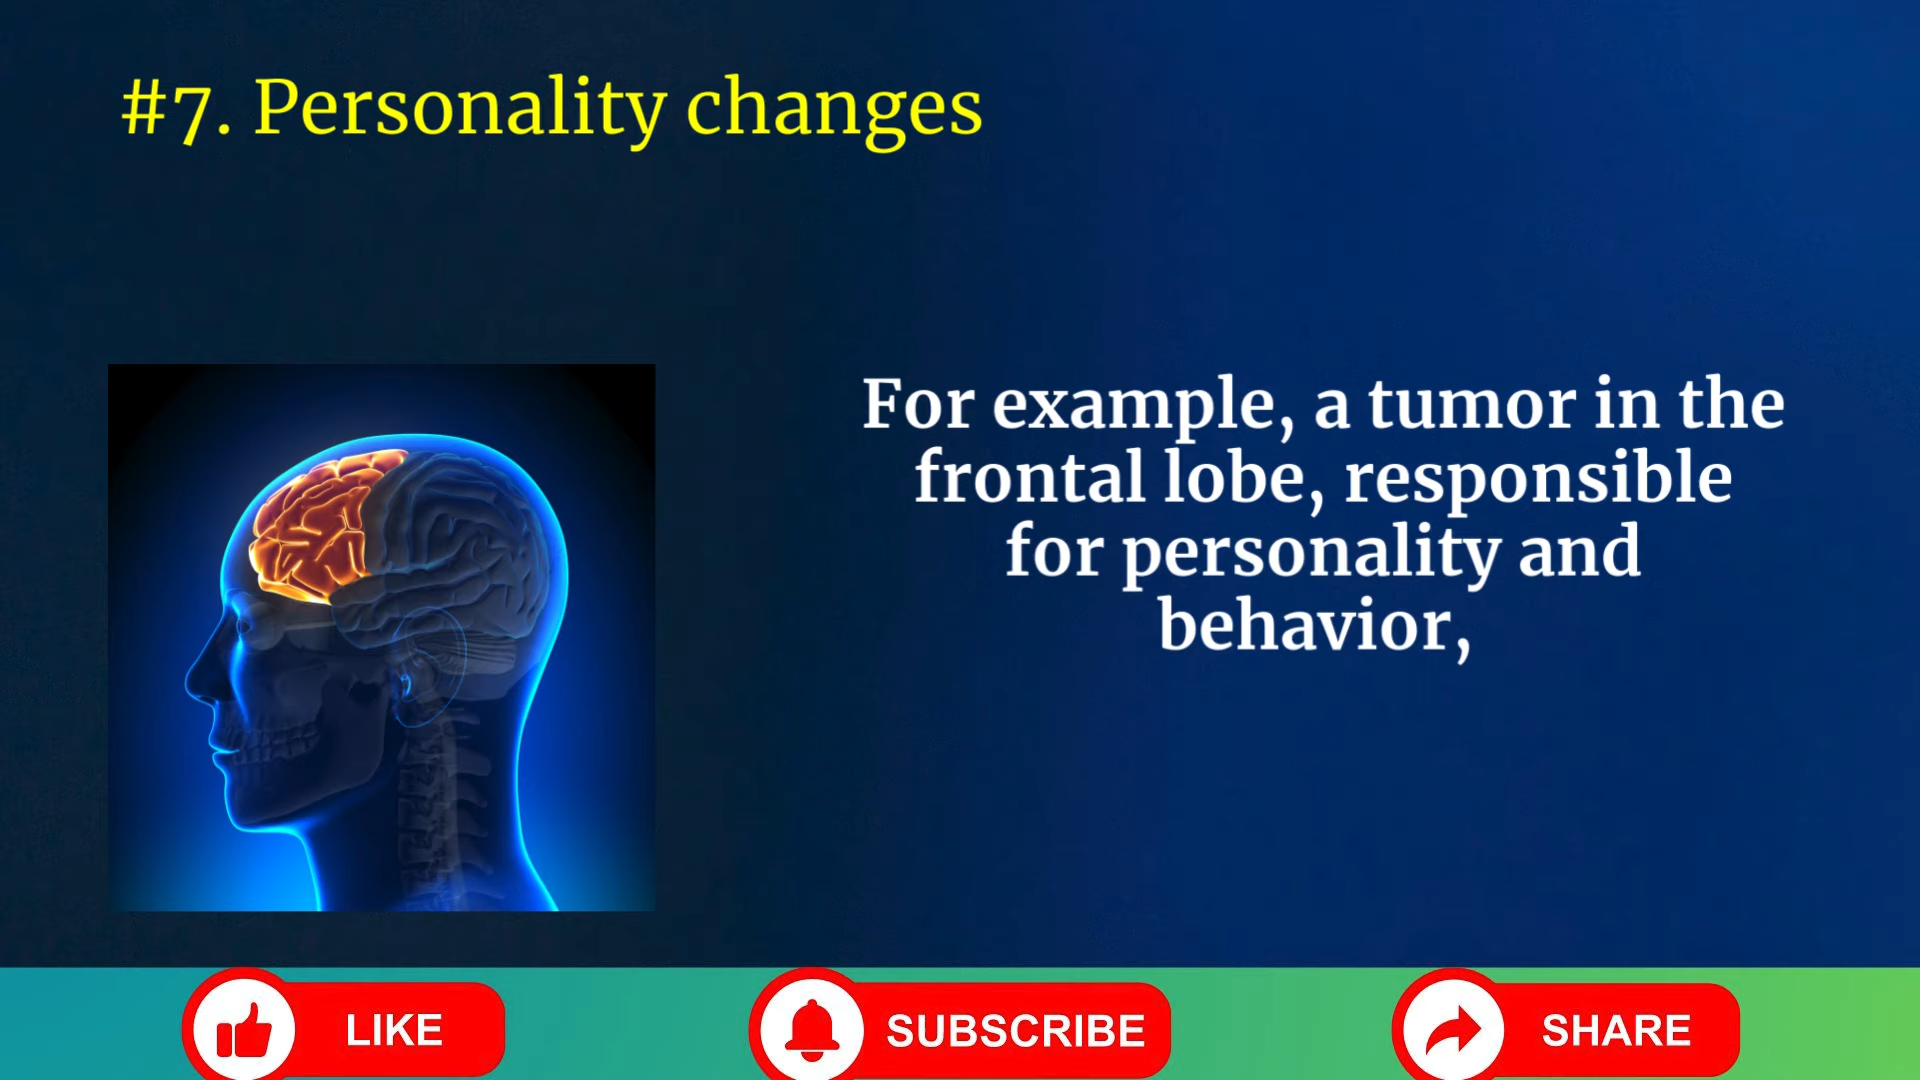 #7. Personality changes
For example, a tumor in the
frontal lobe, responsible
for personality and
behavior,
LIKE
SUBSCRIBE
SHARE